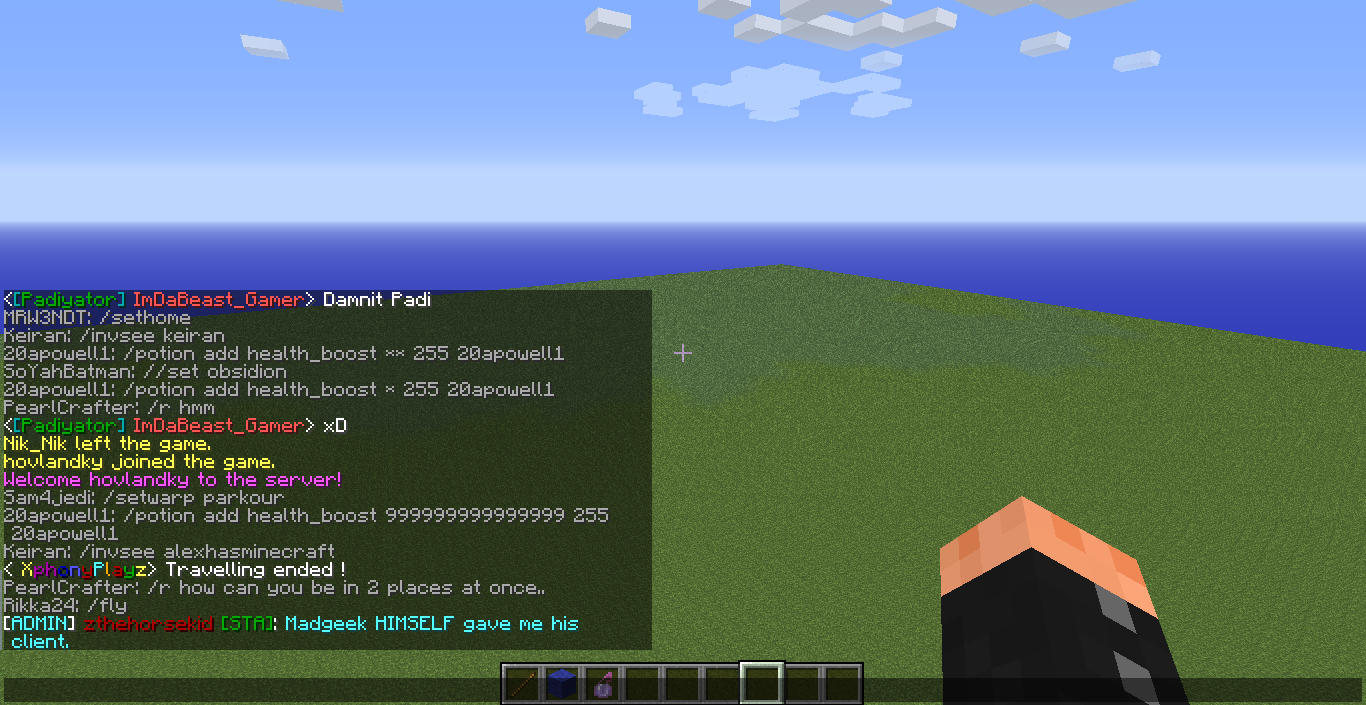 <[Padiyator] ImDaBeast_Gamer> Damnit Padi
MRW3NDT: /sethome
Keiran: /invsee keiran
20apowell1: /potion add health_boost ** 255 20apowell1
SoYahBatman: //set obsidion
20apowell1: /potion add health_boost * 255 20apowell1
PearlCrafter: /r hmm
<[Padiyator] ImDaBeast_Gamer> xD
Nik_Nik left the game.
hovlandky joined the game.
Welcome hovlandky to the server!
Sam4jedi: /setwarp parkour
20apowell1: /potion add health_boost 999999999999999 255
20apowell1
Keiran: /invsee alexhasminecraft
< XphonyPlayz> Travelling ended !
PearlCrafter: /r how can you be in 2 places at once..
Rikka24: /fly
[ADMIN] zthehorsekid [STA]: Madgeek HIMSELF gave me his
client.